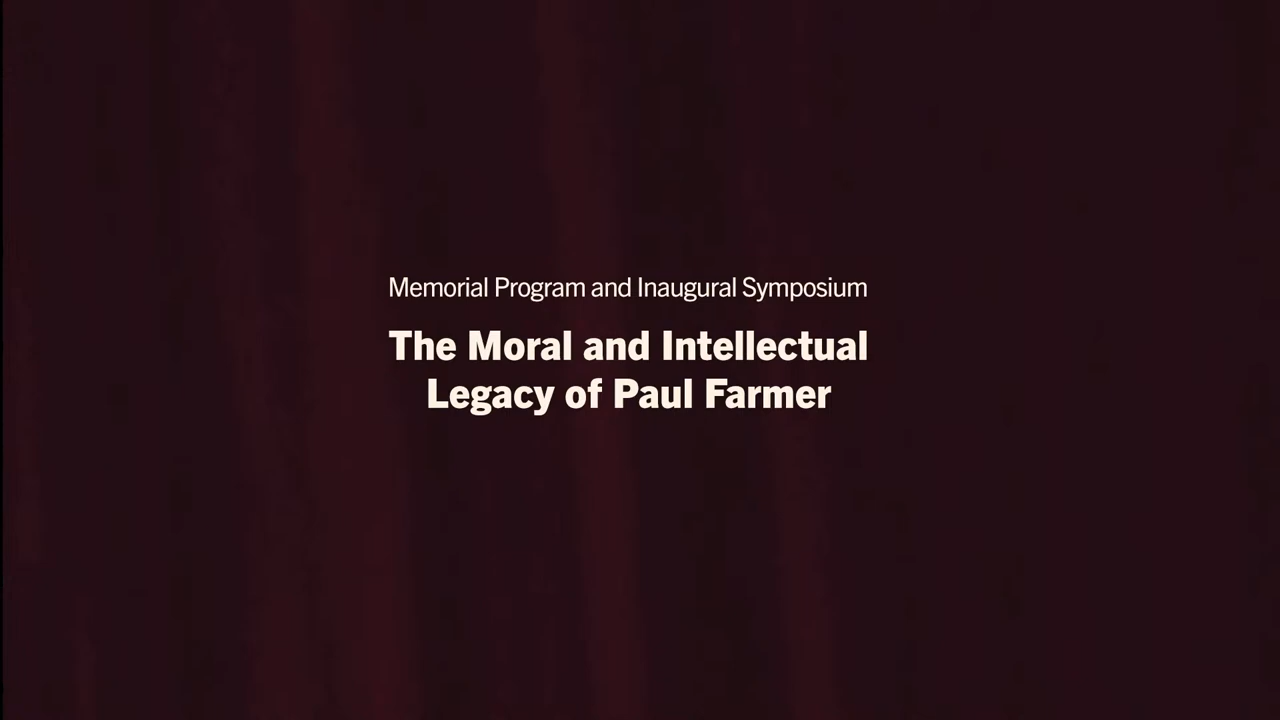 Memorial Program and Inaugural Symposium
The Moral and Intellectual
Legacy of Paul Farmer